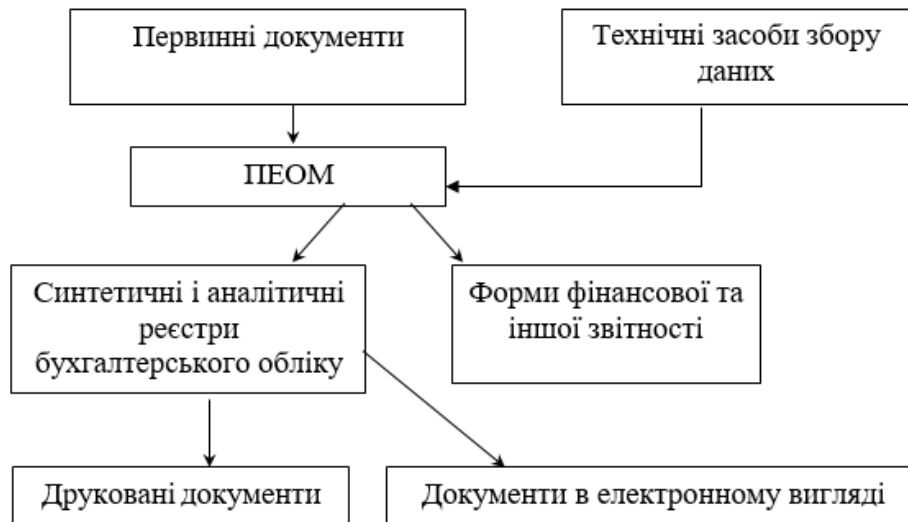 Первинні документи
Технічні засоби збору
даних
ПЕОМ
Синтетичні і аналітичні
реєстри
бухгалтерського обліку
Форми фінансової та
іншої звітності
Друковані документи
Документи в електронному вигляді